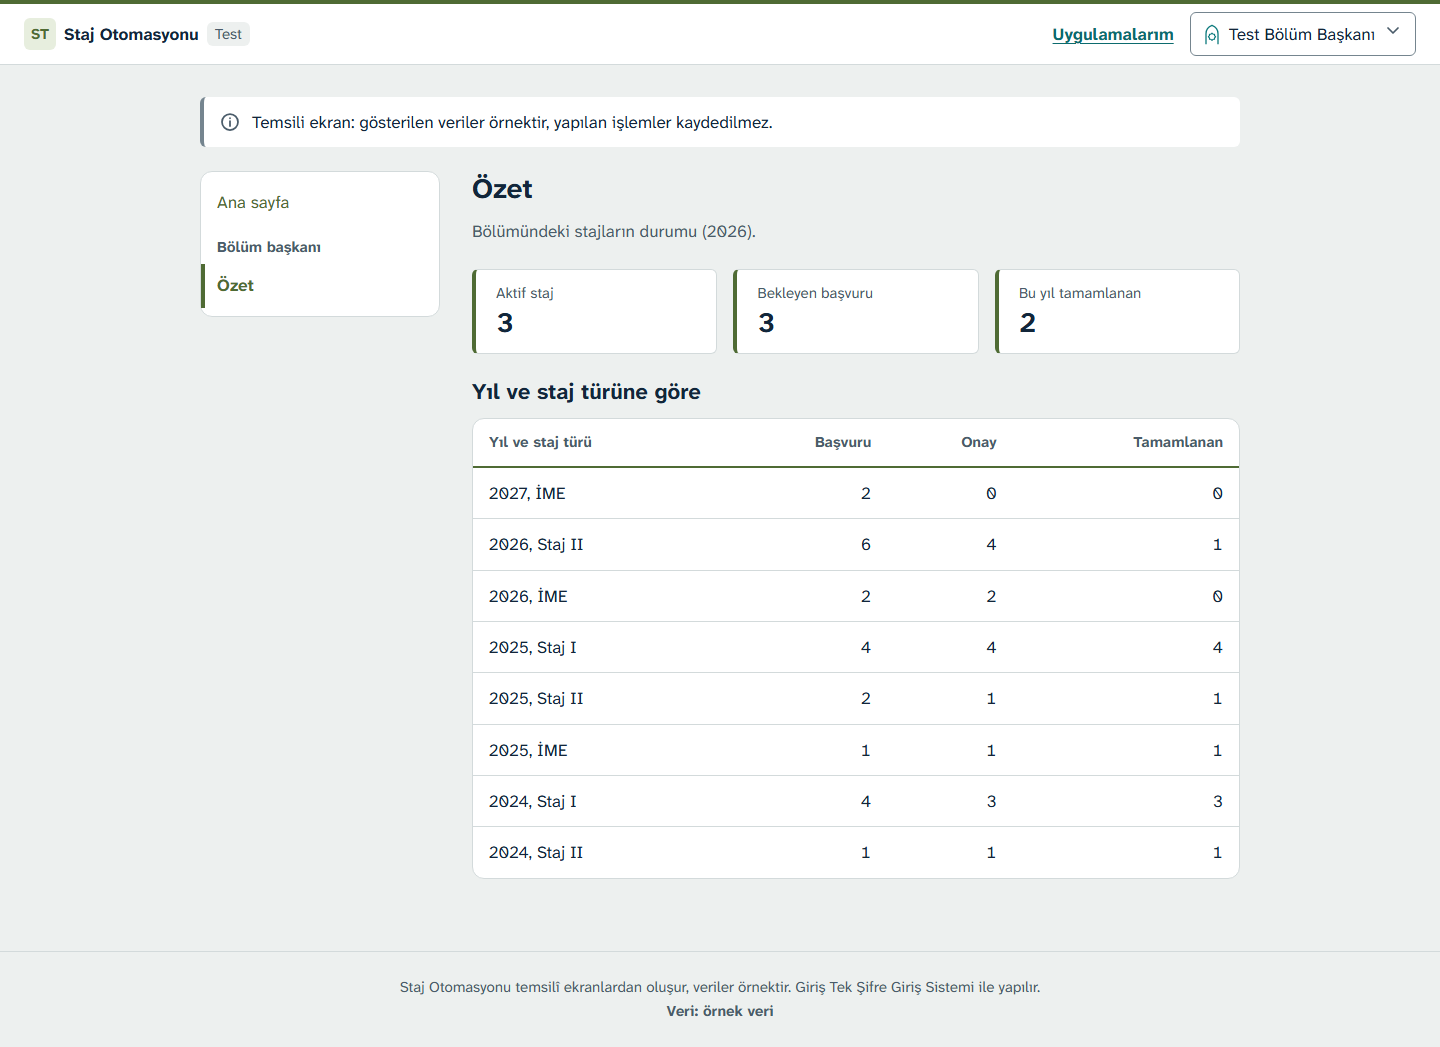 ST Staj Otomasyonu Test Uygulamalarım Test Bölüm Başkanı
Temsili ekran: gösterilen veriler örnektir, yapılan işlemler kaydedilmez.
Ana sayfa
Bölüm başkanı
Özet
Özet
Bölümündeki stajların durumu (2026).
Aktif staj
3
Bekleyen başvuru
3
Bu yıl tamamlanan
2
Yıl ve staj türüne göre
Yıl ve staj türü Başvuru Onay Tamamlanan
2027, İME 2 0 0
2026, Staj II 6 4 1
2026, İME 2 2 0
2025, Staj I 4 4 4
2025, Staj II 2 1 1
2025, İME 1 1 1
2024, Staj I 4 3 3
2024, Staj II 1 1 1
Staj Otomasyonu temsilî ekranlardan oluşur, veriler örnektir. Giriş Tek Şifre Giriş Sistemi ile yapılır.
Veri: örnek veri